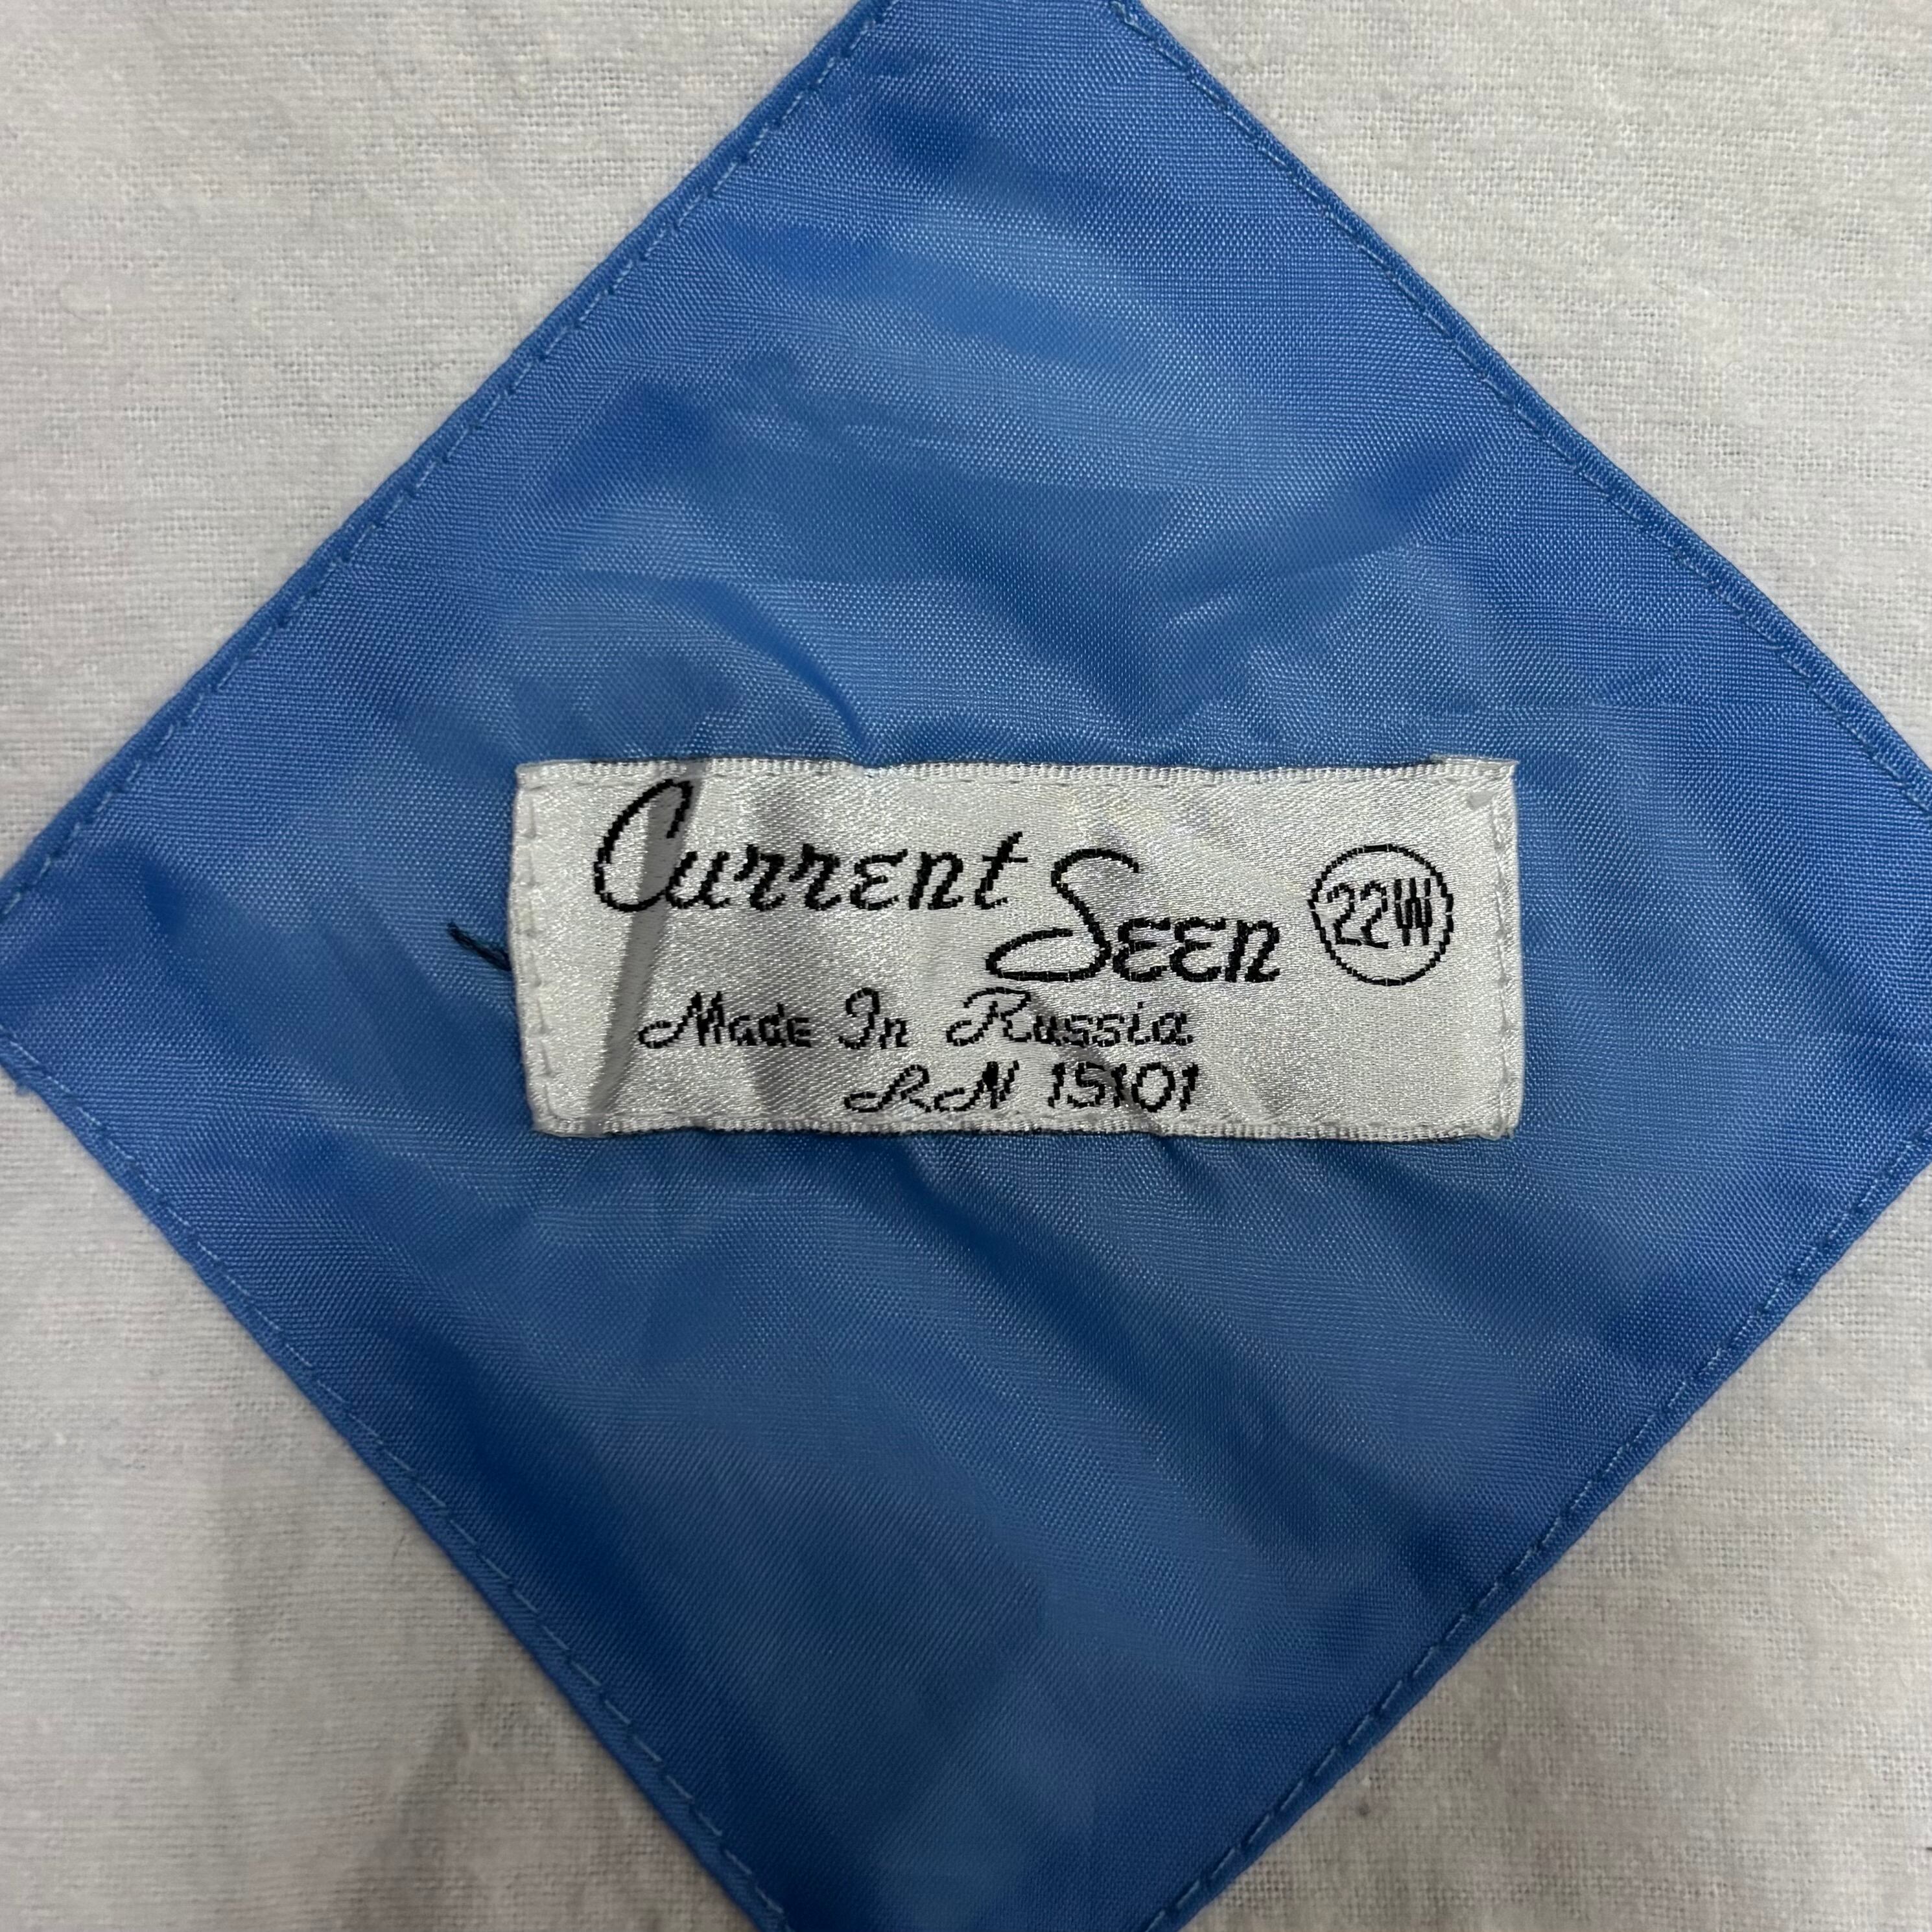 Current
Seen 22W
Made In Russia
RN 15101